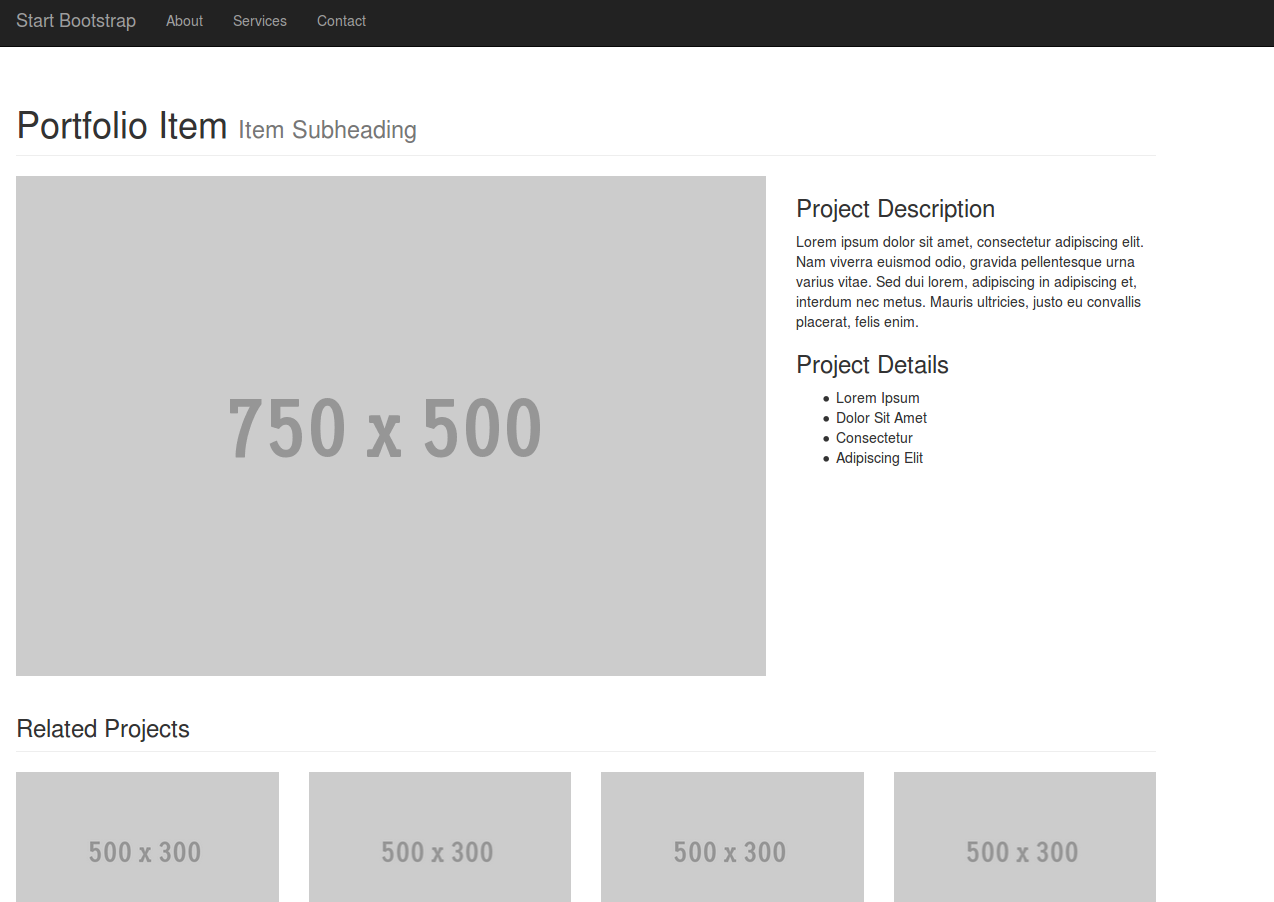 Start Bootstrap About Services Contact
Portfolio Item Item Subheading
750 x 500
Project Description
Lorem ipsum dolor sit amet, consectetur adipiscing elit.
Nam viverra euismod odio, gravida pellentesque urna
varius vitae. Sed dui lorem, adipiscing in adipiscing et,
interdum nec metus. Mauris ultricies, justo eu convallis
placerat, felis enim.
Project Details
● Lorem Ipsum
● Dolor Sit Amet
● Consectetur
● Adipiscing Elit
Related Projects
500 x 300 500 x 300 500 x 300 500 x 300